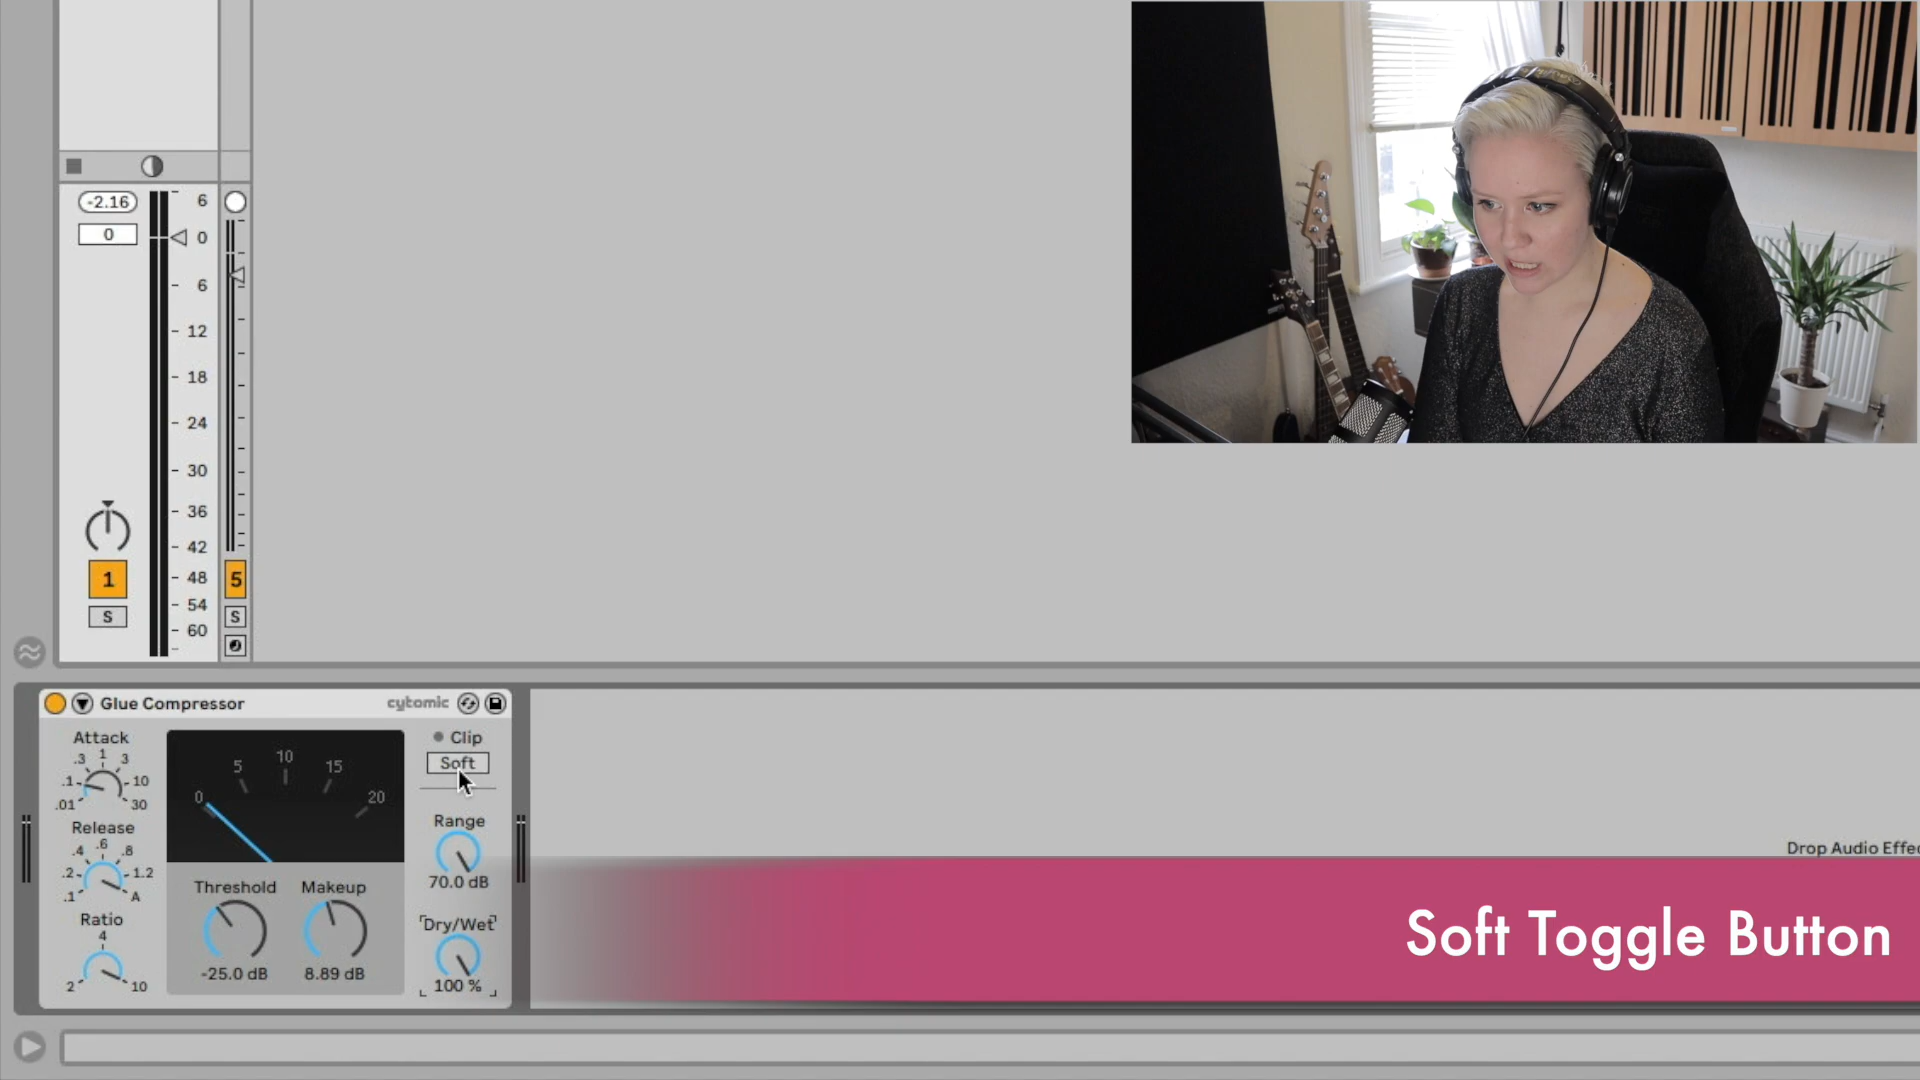 -2.16
0
6
0
6
12
18
24
30
36
42
48
54
60
1
S
5
S
Glue Compressor
cytomic
Attack
.01 .1 .3 1 3 10 30
Release
.1 .2 .4 .6 .8 1.2 A
Ratio
2 4 10
0 5 10 15 20
Threshold
-25.0 dB
Makeup
8.89 dB
Clip
Soft
Range
70.0 dB
Dry/Wet
100 %
Drop Audio Effec
Soft Toggle Button